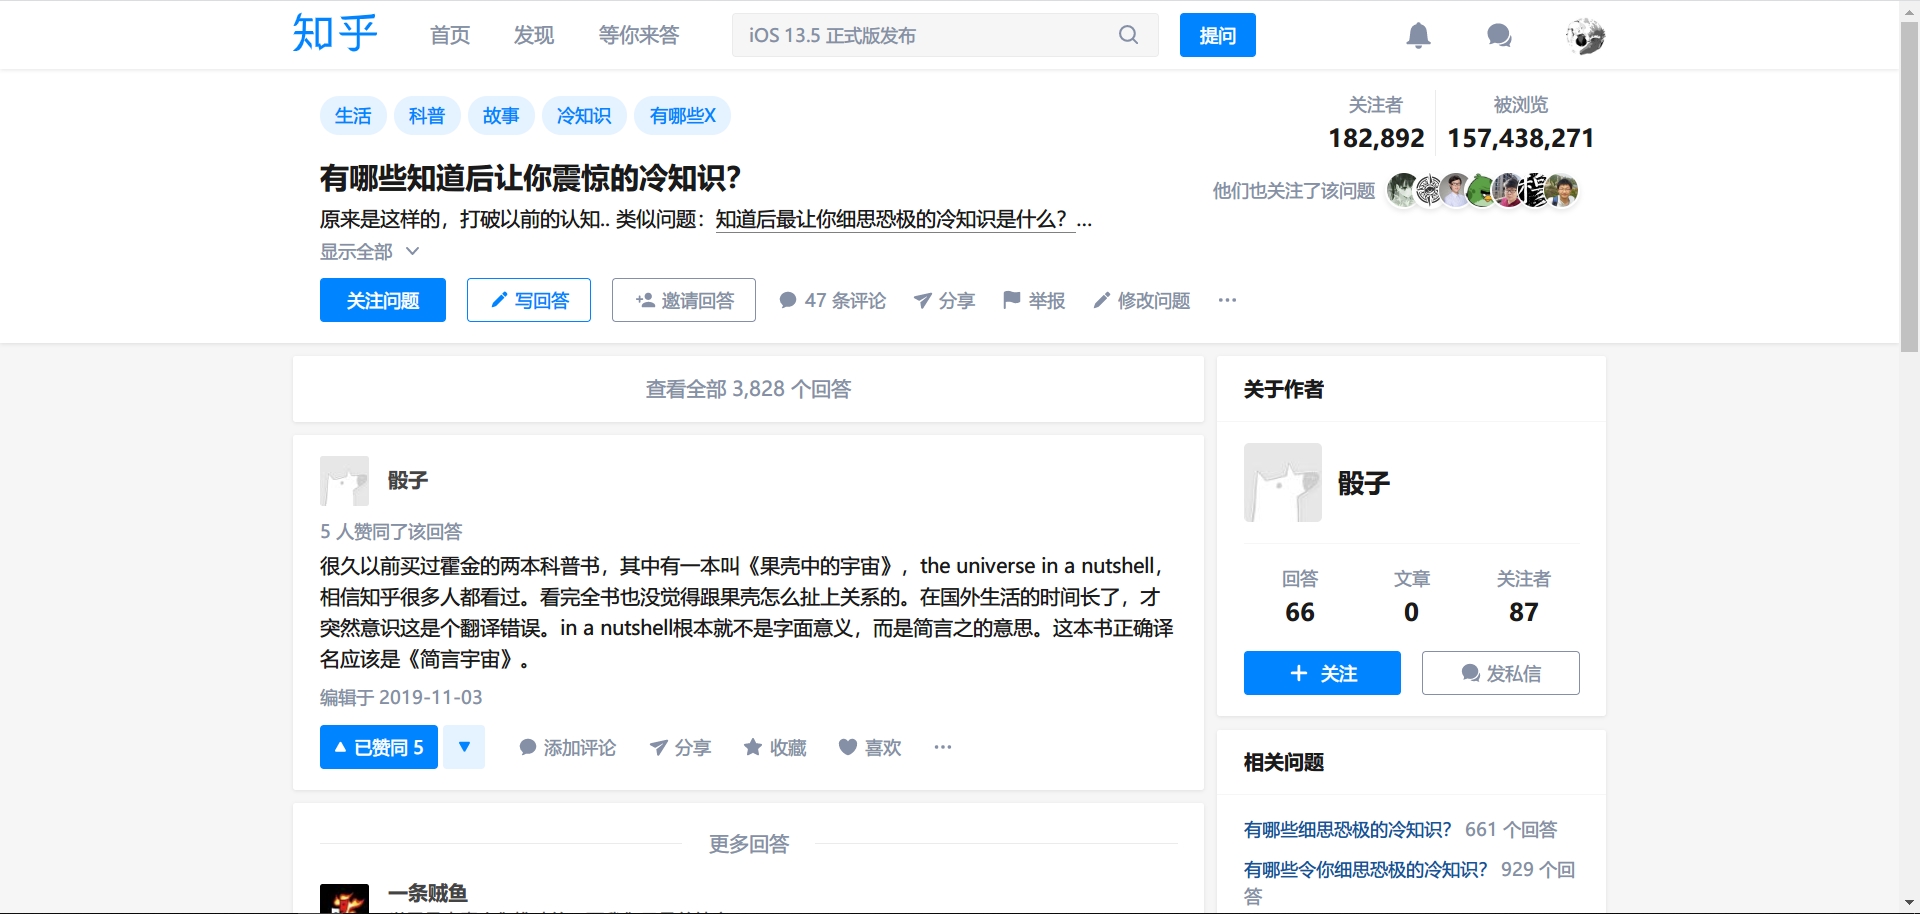 知乎
首页 发现 等你来答 iOS 13.5 正式版发布 提问
生活 科普 故事 冷知识 有哪些X
关注者 被浏览
182,892 157,438,271
有哪些知道后让你震惊的冷知识？
他们也关注了该问题
原来是这样的，打破以前的认知.. 类似问题：知道后最让你细思恐极的冷知识是什么？...
显示全部
关注问题 写回答 邀请回答 47 条评论 分享 举报 修改问题 ...
查看全部 3,828 个回答
骰子
5 人赞同了该回答
很久以前买过霍金的两本科普书，其中有一本叫《果壳中的宇宙》，the universe in a nutshell，
相信知乎很多人都看过。看完全书也没觉得跟果壳怎么扯上关系的。在国外生活的时间长了，才
突然意识这是个翻译错误。in a nutshell根本就不是字面意义，而是简言之的意思。这本书正确译
名应该是《简言宇宙》。
编辑于 2019-11-03
已赞同 5 添加评论 分享 收藏 喜欢 ...
更多回答
一条贼鱼
关于作者
骰子
回答 文章 关注者
66 0 87
关注 发私信
相关问题
有哪些细思恐极的冷知识？ 661 个回答
有哪些令你细思恐极的冷知识？ 929 个回
答